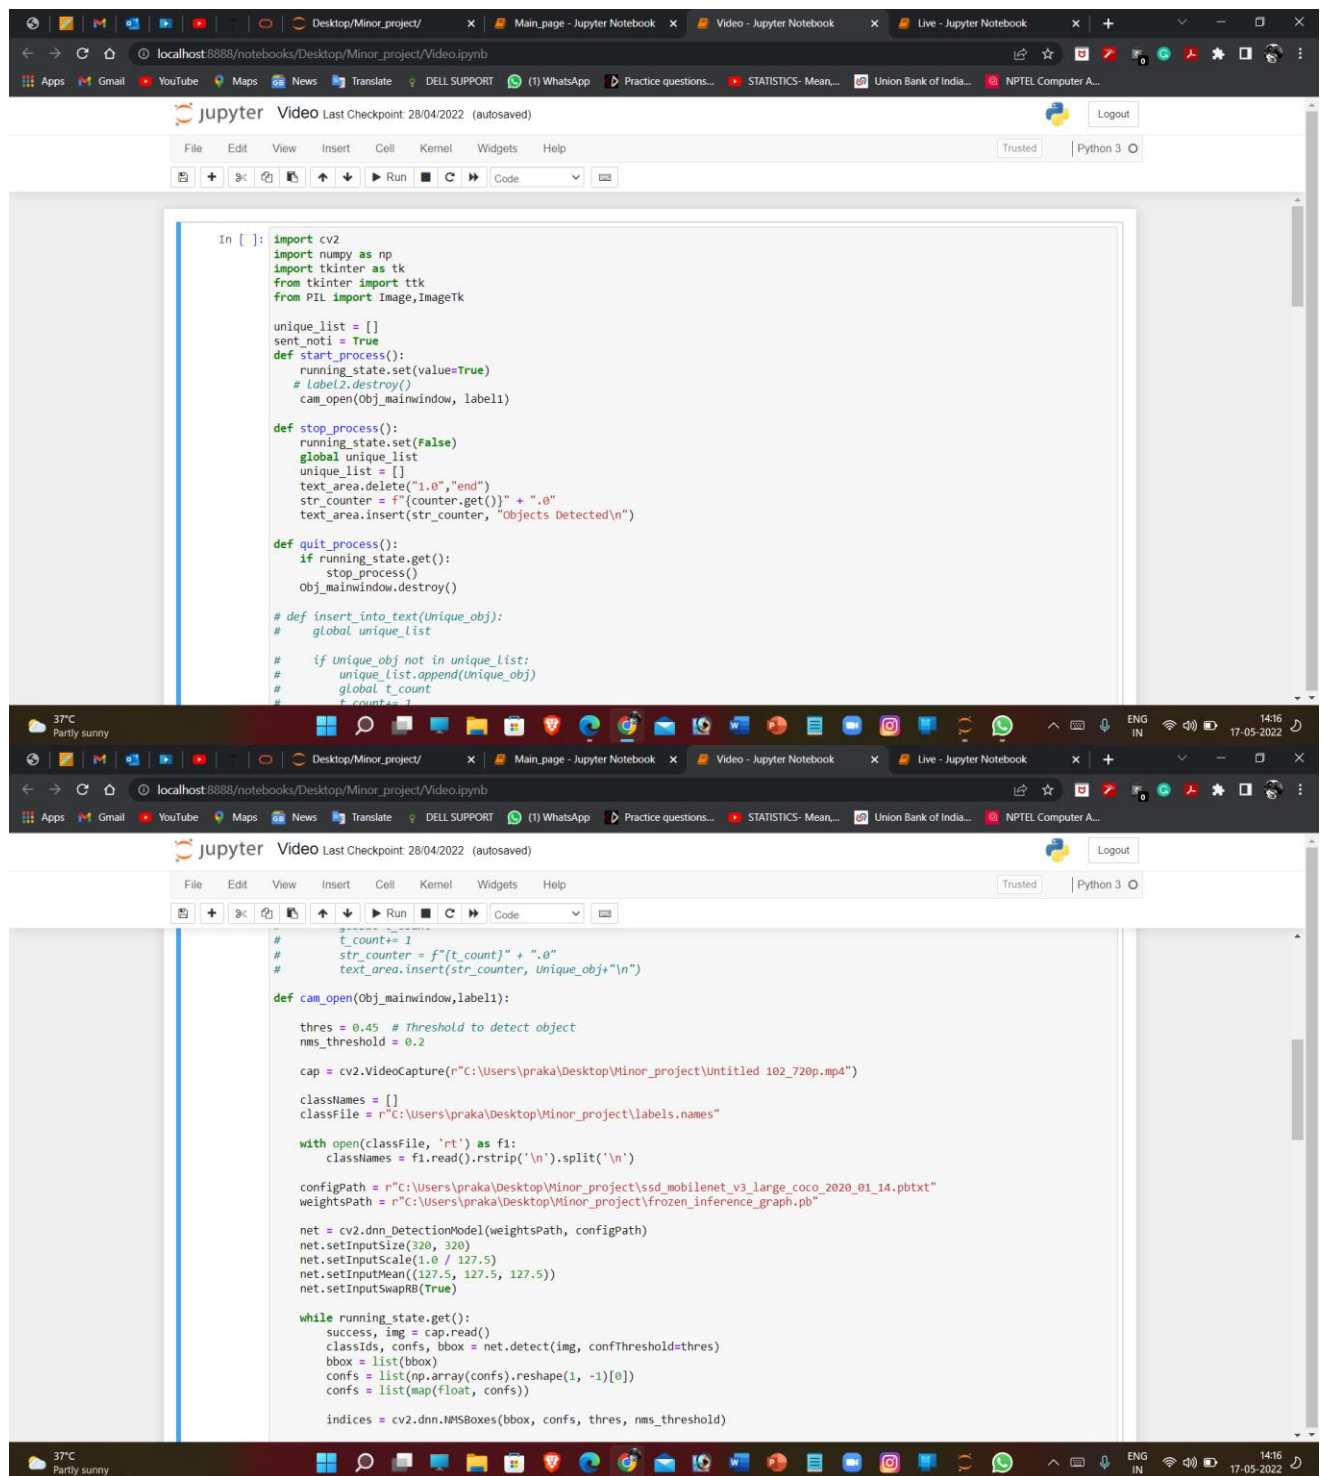 Desktop/Minor_project/ Main_page - Jupyter Notebook Video - Jupyter Notebook Live - Jupyter Notebook
localhost:8888/notebooks/Desktop/Minor_project/Video.ipynb
Apps Gmail YouTube Maps News Translate DELL SUPPORT (1) WhatsApp Practice questions... STATISTICS- Mean,... Union Bank of India... NPTEL Computer A...
jupyter Video Last Checkpoint: 28/04/2022 (autosaved) Logout
File Edit View Insert Cell Kernel Widgets Help Trusted Python 3
Run Code
In [ ]: import cv2
import numpy as np
import tkinter as tk
from tkinter import ttk
from PIL import Image,ImageTk
unique_list = []
sent_noti = True
def start_process():
    running_state.set(value=True)
   # label2.destroy()
    cam_open(Obj_mainwindow, label1)
def stop_process():
    running_state.set(False)
    global unique_list
    unique_list = []
    text_area.delete("1.0","end")
    str_counter = f"{counter.get()}" + ".0"
    text_area.insert(str_counter, "Objects Detected\n")
def quit_process():
    if running_state.get():
        stop_process()
    Obj_mainwindow.destroy()
# def insert_into_text(Unique_obj):
#     global unique_list
#     if Unique_obj not in unique_list:
#         unique_list.append(Unique_obj)
#         global t_count
#         t_count+= 1
37°C
Partly sunny
ENG
IN
14:16
17-05-2022
Desktop/Minor_project/ Main_page - Jupyter Notebook Video - Jupyter Notebook Live - Jupyter Notebook
localhost:8888/notebooks/Desktop/Minor_project/Video.ipynb
Apps Gmail YouTube Maps News Translate DELL SUPPORT (1) WhatsApp Practice questions... STATISTICS- Mean,... Union Bank of India... NPTEL Computer A...
jupyter Video Last Checkpoint: 28/04/2022 (autosaved) Logout
File Edit View Insert Cell Kernel Widgets Help Trusted Python 3
Run Code
#         global t_count
#         t_count+= 1
#         str_counter = f"{t_count}" + ".0"
#         text_area.insert(str_counter, Unique_obj+"\n")
def cam_open(Obj_mainwindow,label1):
    thres = 0.45  # Threshold to detect object
    nms_threshold = 0.2
    cap = cv2.VideoCapture(r"C:\Users\praka\Desktop\Minor_project\Untitled 102_720p.mp4")
    classNames = []
    classFile = r"C:\Users\praka\Desktop\Minor_project\labels.names"
    with open(classFile, 'rt') as f1:
        classNames = f1.read().rstrip('\n').split('\n')
    configPath = r"C:\Users\praka\Desktop\Minor_project\ssd_mobilenet_v3_large_coco_2020_01_14.pbtxt"
    weightsPath = r"C:\Users\praka\Desktop\Minor_project\frozen_inference_graph.pb"
    net = cv2.dnn_DetectionModel(weightsPath, configPath)
    net.setInputSize(320, 320)
    net.setInputScale(1.0 / 127.5)
    net.setInputMean((127.5, 127.5, 127.5))
    net.setInputSwapRB(True)
    while running_state.get():
        success, img = cap.read()
        classIds, confs, bbox = net.detect(img, confThreshold=thres)
        bbox = list(bbox)
        confs = list(np.array(confs).reshape(1, -1)[0])
        confs = list(map(float, confs))
        indices = cv2.dnn.NMSBoxes(bbox, confs, thres, nms_threshold)
37°C
Partly sunny
ENG
IN
14:16
17-05-2022